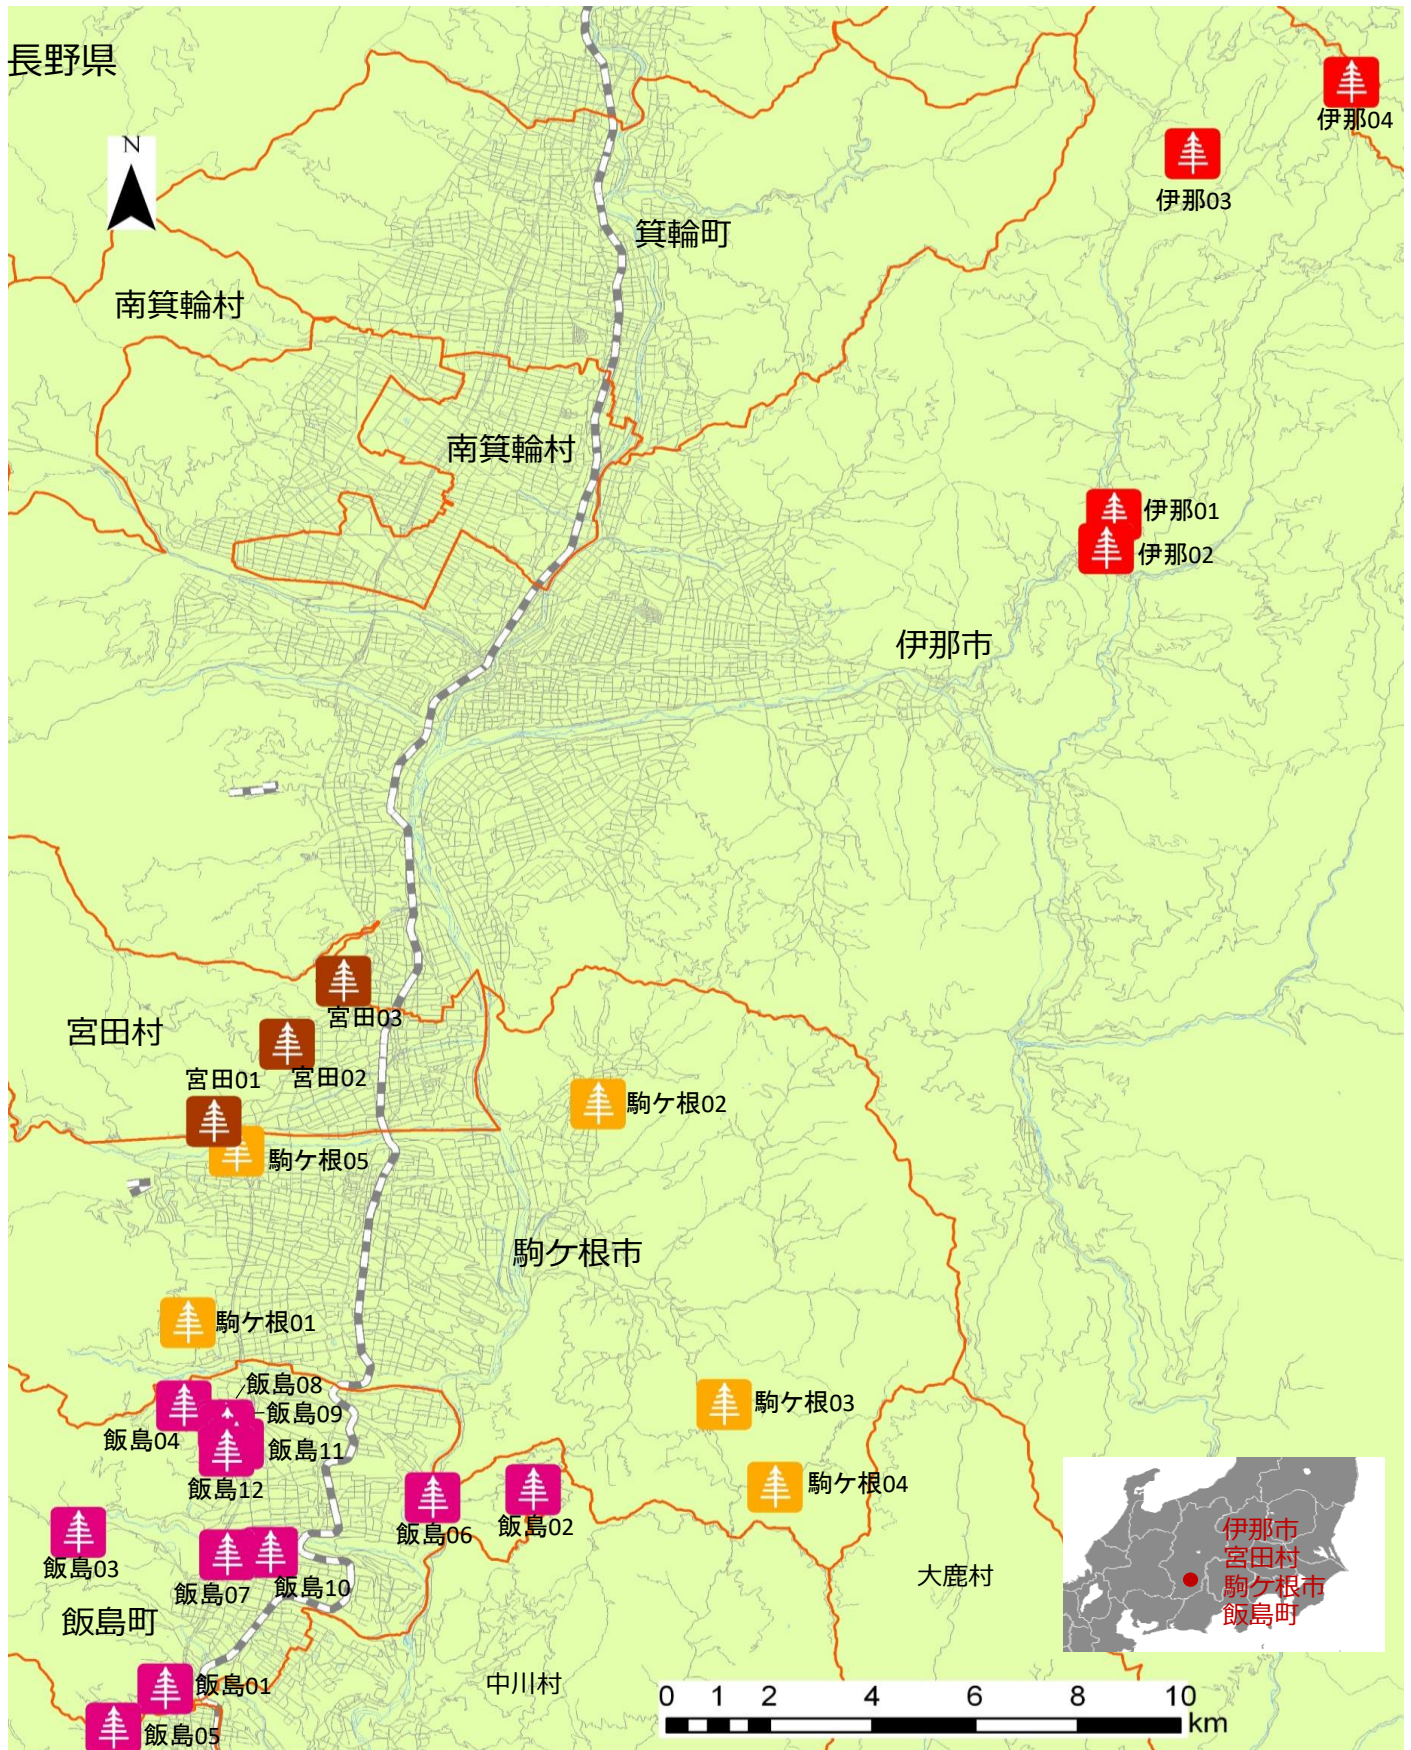 長野県
N
伊那04
伊那03
箕輪町
南箕輪村
南箕輪村
伊那01
伊那02
伊那市
宮田03
宮田村
宮田02
宮田01
駒ケ根02
駒ケ根05
駒ケ根市
駒ケ根01
飯島08
飯島09
飯島04
飯島11
飯島12
駒ケ根03
駒ケ根04
飯島06
飯島02
飯島03
飯島07
飯島10
飯島町
大鹿村
伊那市
宮田村
駒ケ根市
飯島町
飯島01
飯島05
中川村
0 1 2 4 6 8 10
km